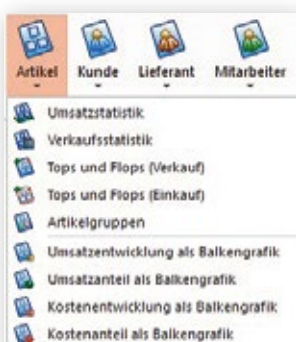 Artikel Kunde Lieferant Mitarbeiter
Umsatzstatistik
Verkaufsstatistik
Tops und Flops (Verkauf)
Tops und Flops (Einkauf)
Artikelgruppen
Umsatzentwicklung als Balkengrafik
Umsatzanteil als Balkengrafik
Kostenentwicklung als Balkengrafik
Kostenanteil als Balkengrafik